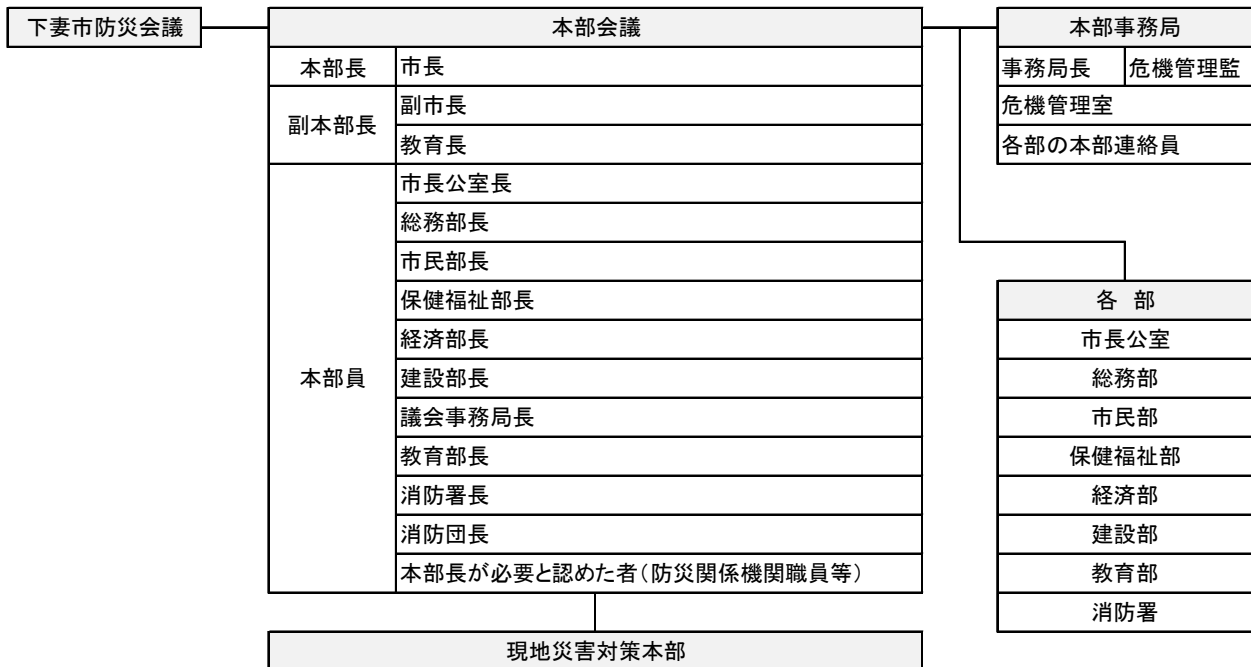 下妻市防災会議
本部会議
本部長 市長
副本部長 副市長
教育長
本部員 市長公室長
総務部長
市民部長
保健福祉部長
経済部長
建設部長
議会事務局長
教育部長
消防署長
消防団長
本部長が必要と認めた者（防災関係機関職員等）
現地災害対策本部
本部事務局
事務局長 危機管理監
危機管理室
各部の本部連絡員
各 部
市長公室
総務部
市民部
保健福祉部
経済部
建設部
教育部
消防署